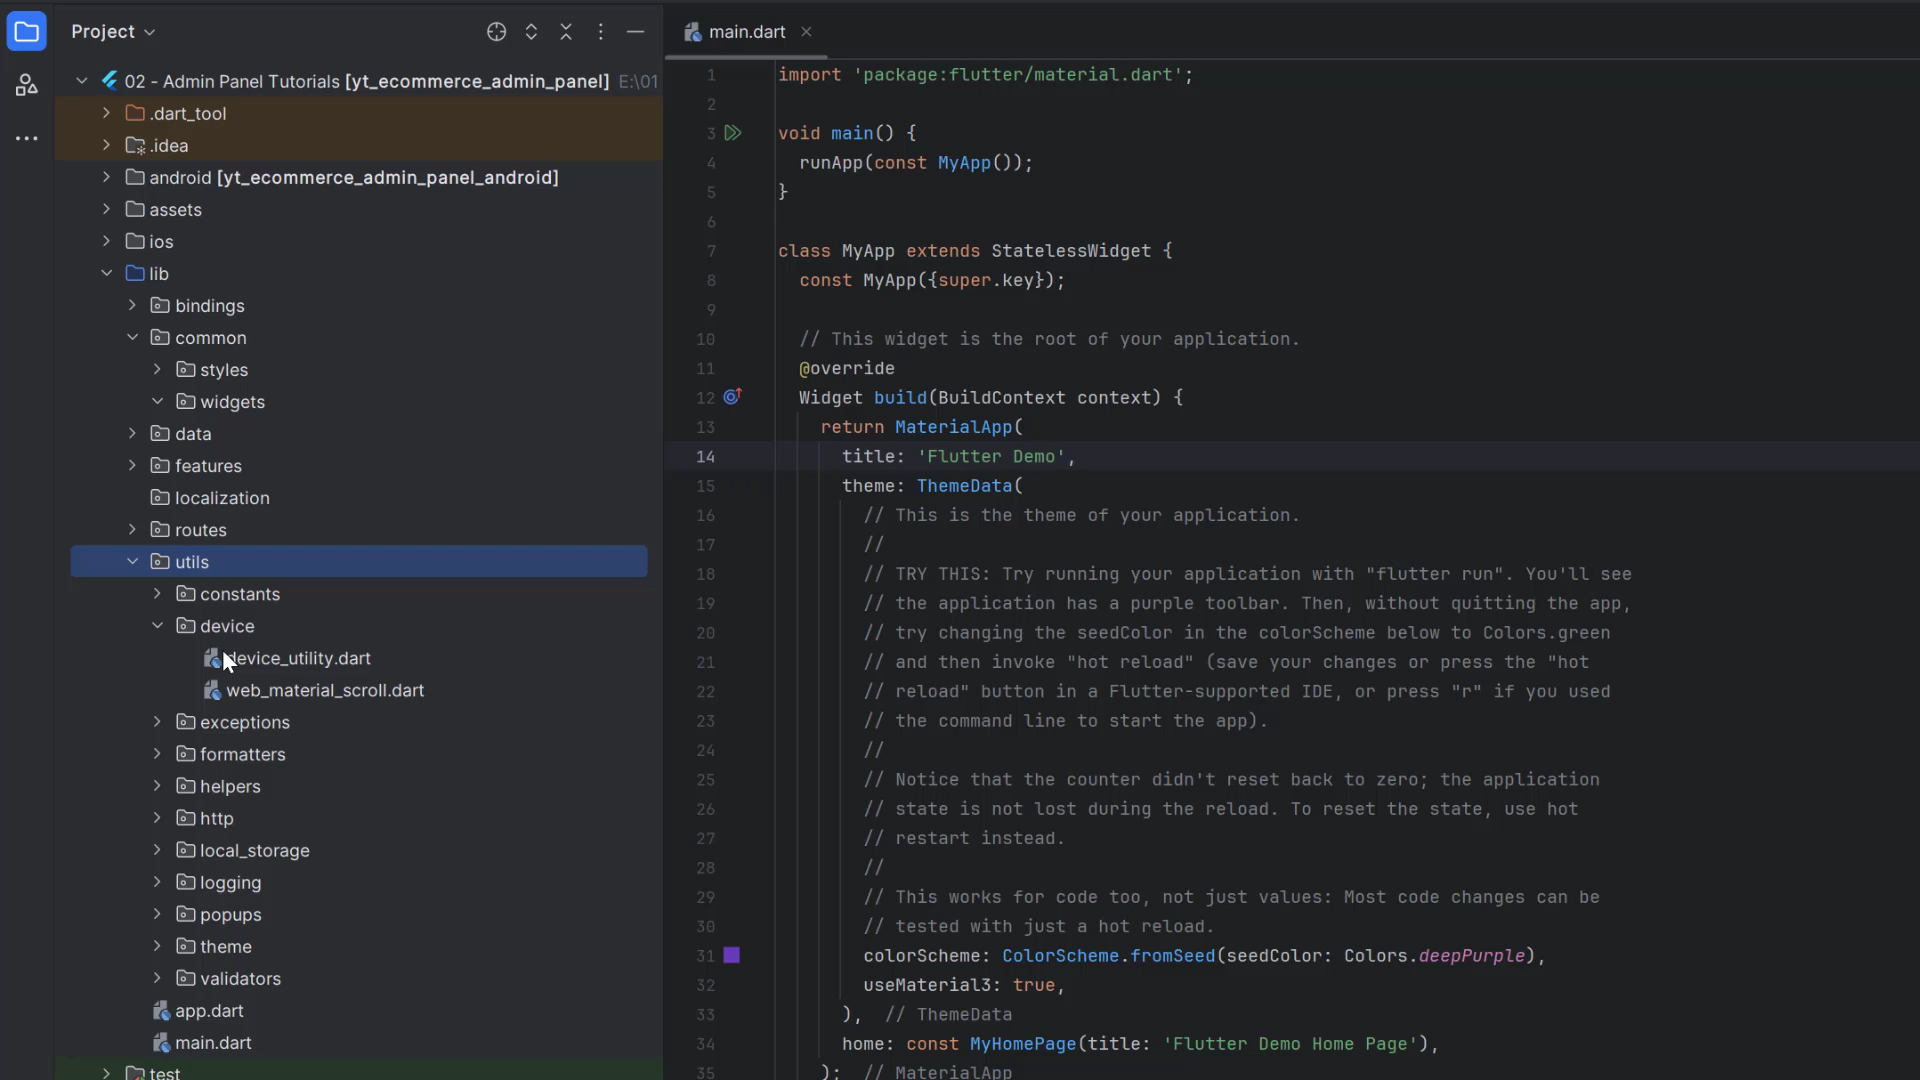 Project
02 - Admin Panel Tutorials [yt_ecommerce_admin_panel] E:\01
.dart_tool
.idea
android [yt_ecommerce_admin_panel_android]
assets
ios
lib
bindings
common
styles
widgets
data
features
localization
routes
utils
constants
device
device_utility.dart
web_material_scroll.dart
exceptions
formatters
helpers
http
local_storage
logging
popups
theme
validators
app.dart
main.dart
test
main.dart
1 import 'package:flutter/material.dart';
2
3 void main() {
4 runApp(const MyApp());
5 }
6
7 class MyApp extends StatelessWidget {
8 const MyApp({super.key});
9
10 // This widget is the root of your application.
11 @override
12 Widget build(BuildContext context) {
13 return MaterialApp(
14 title: 'Flutter Demo',
15 theme: ThemeData(
16 // This is the theme of your application.
17 //
18 // TRY THIS: Try running your application with "flutter run". You'll see
19 // the application has a purple toolbar. Then, without quitting the app,
20 // try changing the seedColor in the colorScheme below to Colors.green
21 // and then invoke "hot reload" (save your changes or press the "hot
22 // reload" button in a Flutter-supported IDE, or press "r" if you used
23 // the command line to start the app).
24 //
25 // Notice that the counter didn't reset back to zero; the application
26 // state is not lost during the reload. To reset the state, use hot
27 // restart instead.
28 //
29 // This works for code too, not just values: Most code changes can be
30 // tested with just a hot reload.
31 colorScheme: ColorScheme.fromSeed(seedColor: Colors.deepPurple),
32 useMaterial3: true,
33 ), // ThemeData
34 home: const MyHomePage(title: 'Flutter Demo Home Page'),
35 ); // MaterialApp